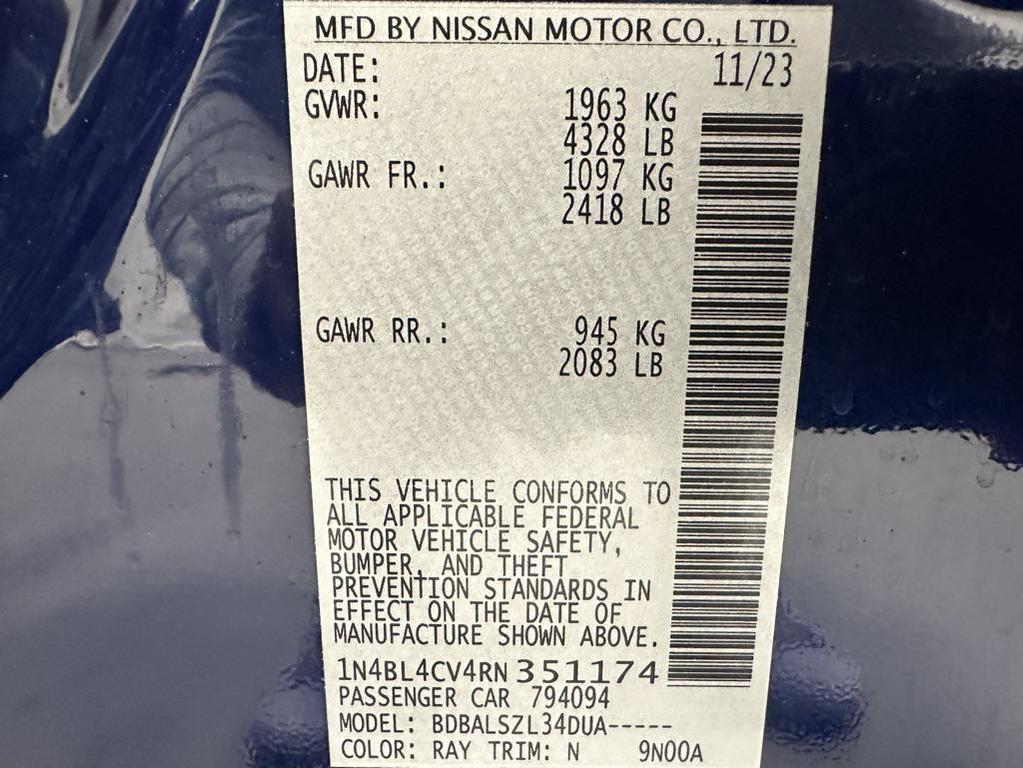 MFD BY NISSAN MOTOR CO., LTD.
DATE: 11/23
GVWR: 1963 KG
4328 LB
GAWR FR.: 1097 KG
2418 LB
GAWR RR.: 945 KG
2083 LB
THIS VEHICLE CONFORMS TO
ALL APPLICABLE FEDERAL
MOTOR VEHICLE SAFETY,
BUMPER, AND THEFT
PREVENTION STANDARDS IN
EFFECT ON THE DATE OF
MANUFACTURE SHOWN ABOVE.
1N4BL4CV4RN351174
PASSENGER CAR 794094
MODEL: BDBALSZL34DUA-----
COLOR: RAY TRIM: N 9N00A